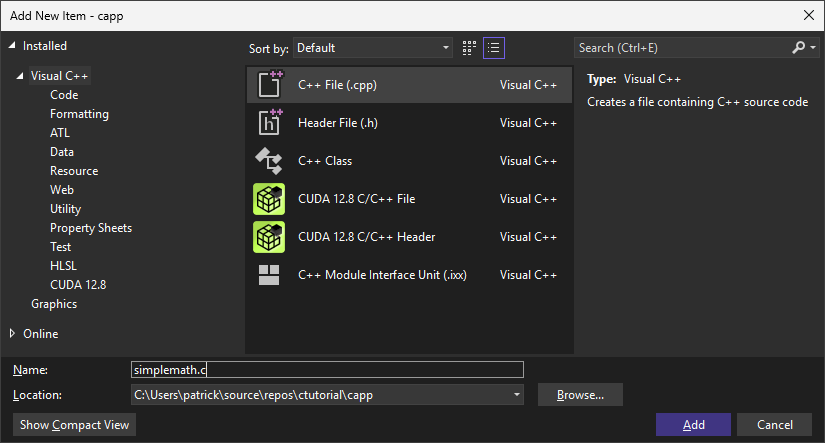 Add New Item - capp
Installed
Sort by: Default
Search (Ctrl+E)
Visual C++
Code
Formatting
ATL
Data
Resource
Web
Utility
Property Sheets
Test
HLSL
CUDA 12.8
Graphics
Online
C++ File (.cpp) Visual C++
Header File (.h) Visual C++
C++ Class Visual C++
CUDA 12.8 C/C++ File Visual C++
CUDA 12.8 C/C++ Header Visual C++
C++ Module Interface Unit (.ixx) Visual C++
Type: Visual C++
Creates a file containing C++ source code
Name: simplemath.c
Location: C:\Users\patrick\source\repos\ctutorial\capp
Browse...
Show Compact View
Add
Cancel